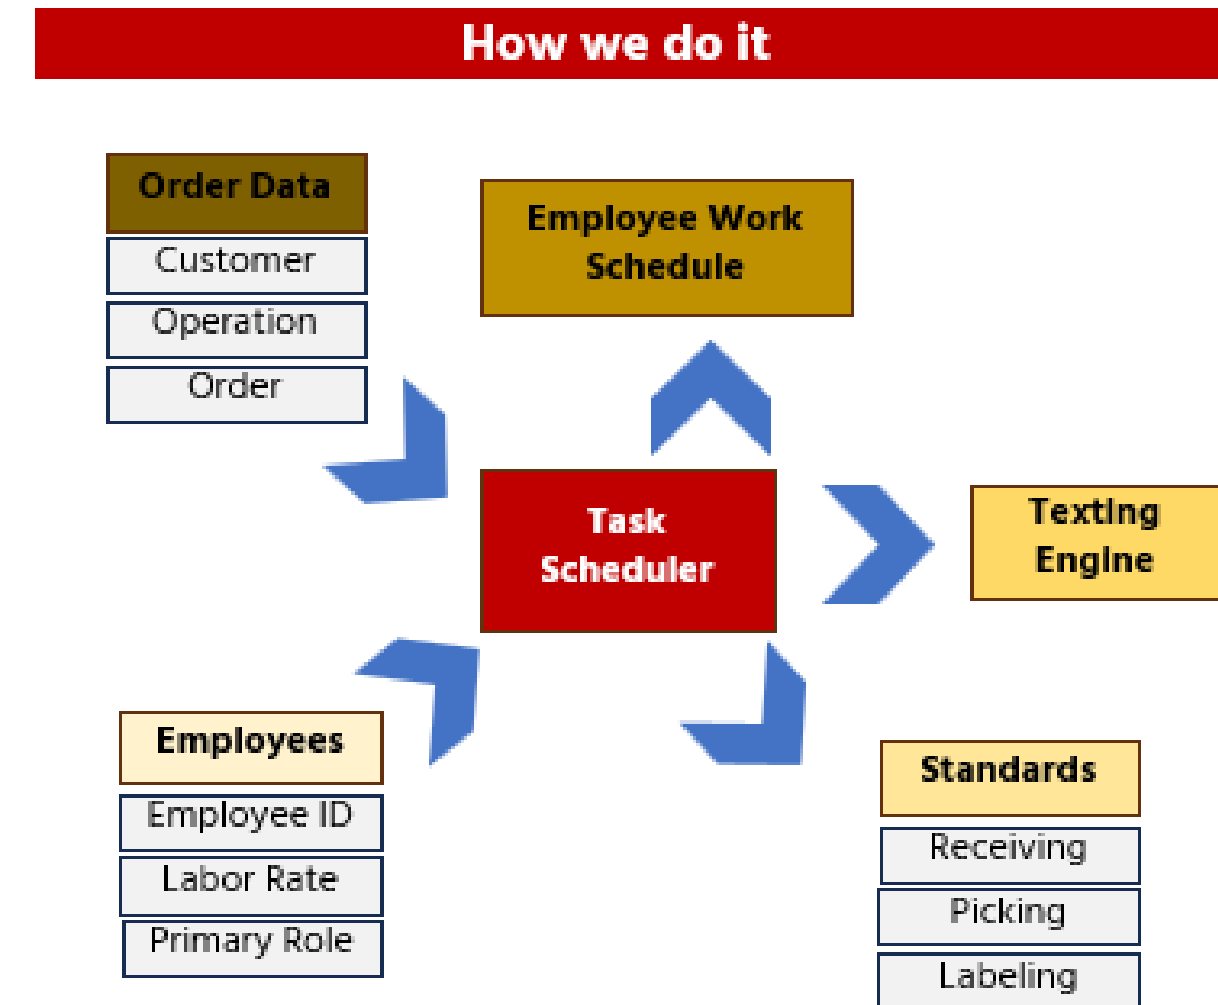 How we do it
Order Data
Customer
Operation
Order
Employee Work
Schedule
Task
Scheduler
Texting
Engine
Employees
Employee ID
Labor Rate
Primary Role
Standards
Receiving
Picking
Labeling